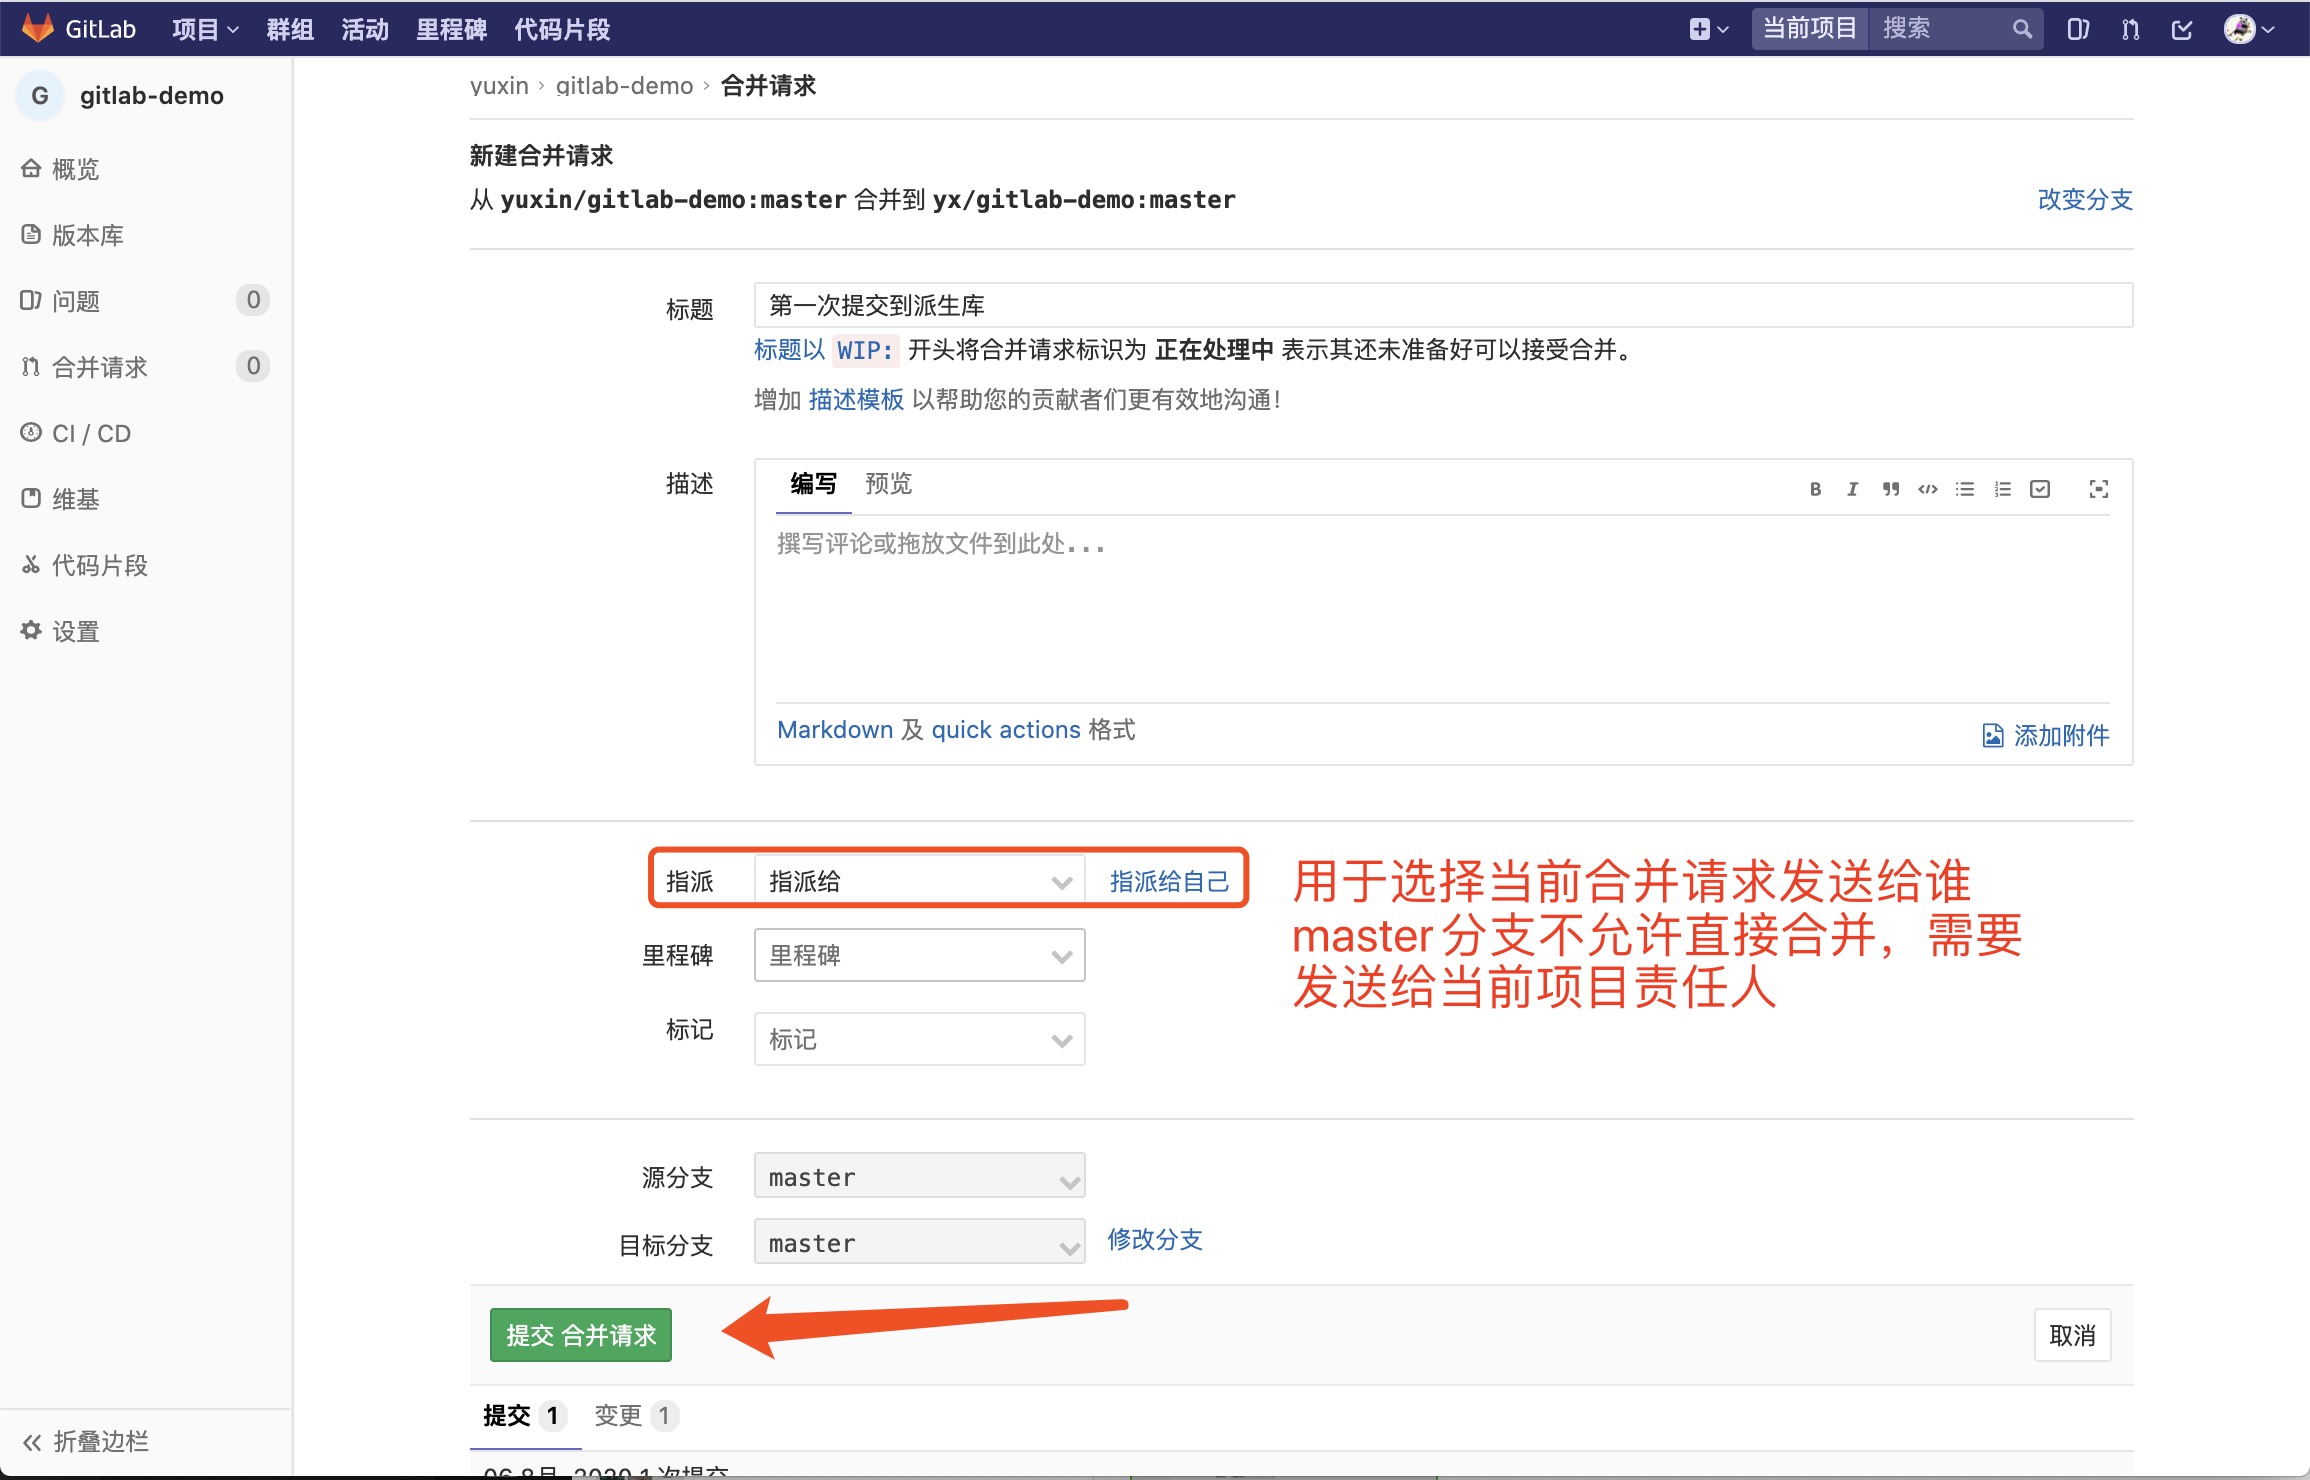 GitLab 项目 群组 活动 里程碑 代码片段 当前项目 搜索
G gitlab-demo
概览
版本库
问题 0
合并请求 0
CI / CD
维基
代码片段
设置
折叠边栏
yuxin › gitlab-demo › 合并请求
新建合并请求
从 yuxin/gitlab-demo:master 合并到 yx/gitlab-demo:master 改变分支
标题 第一次提交到派生库
标题以 WIP: 开头将合并请求标识为 正在处理中 表示其还未准备好可以接受合并。
增加 描述模板 以帮助您的贡献者们更有效地沟通！
描述 编写 预览
撰写评论或拖放文件到此处...
Markdown 及 quick actions 格式 添加附件
指派 指派给 指派给自己
用于选择当前合并请求发送给谁
master分支不允许直接合并，需要
发送给当前项目责任人
里程碑 里程碑
标记 标记
源分支 master
目标分支 master 修改分支
提交 合并请求 取消
提交 1 变更 1
06 8月, 2020 1 次提交